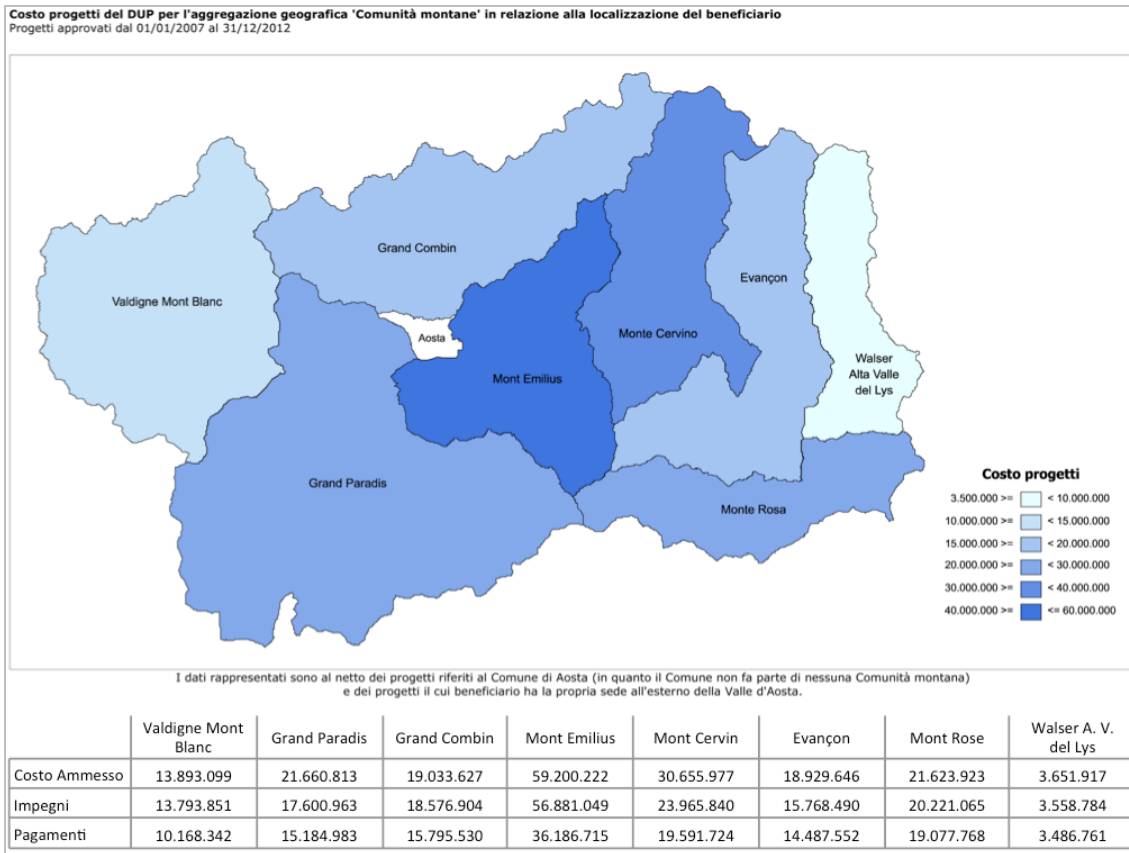 Costo progetti del DUP per l'aggregazione geografica 'Comunità montane' in relazione alla localizzazione del beneficiario
Progetti approvati dal 01/01/2007 al 31/12/2012
Grand Combin
Valdigne Mont Blanc
Evançon
Aosta
Monte Cervino
Walser
Alta Valle
del Lys
Mont Emilius
Grand Paradis
Monte Rosa
Costo progetti
3.500.000 >= < 10.000.000
10.000.000 >= < 15.000.000
15.000.000 >= < 20.000.000
20.000.000 >= < 30.000.000
30.000.000 >= < 40.000.000
40.000.000 >= <= 60.000.000
I dati rappresentati sono al netto dei progetti riferiti al Comune di Aosta (in quanto il Comune non fa parte di nessuna Comunità montana)
e dei progetti il cui beneficiario ha la propria sede all'esterno della Valle d'Aosta.
Valdigne Mont Blanc Grand Paradis Grand Combin Mont Emilius Mont Cervin Evançon Mont Rose Walser A. V. del Lys
Costo Ammesso 13.893.099 21.660.813 19.033.627 59.200.222 30.655.977 18.929.646 21.623.923 3.651.917
Impegni 13.793.851 17.600.963 18.576.904 56.881.049 23.965.840 15.768.490 20.221.065 3.558.784
Pagamenti 10.168.342 15.184.983 15.795.530 36.186.715 19.591.724 14.487.552 19.077.768 3.486.761